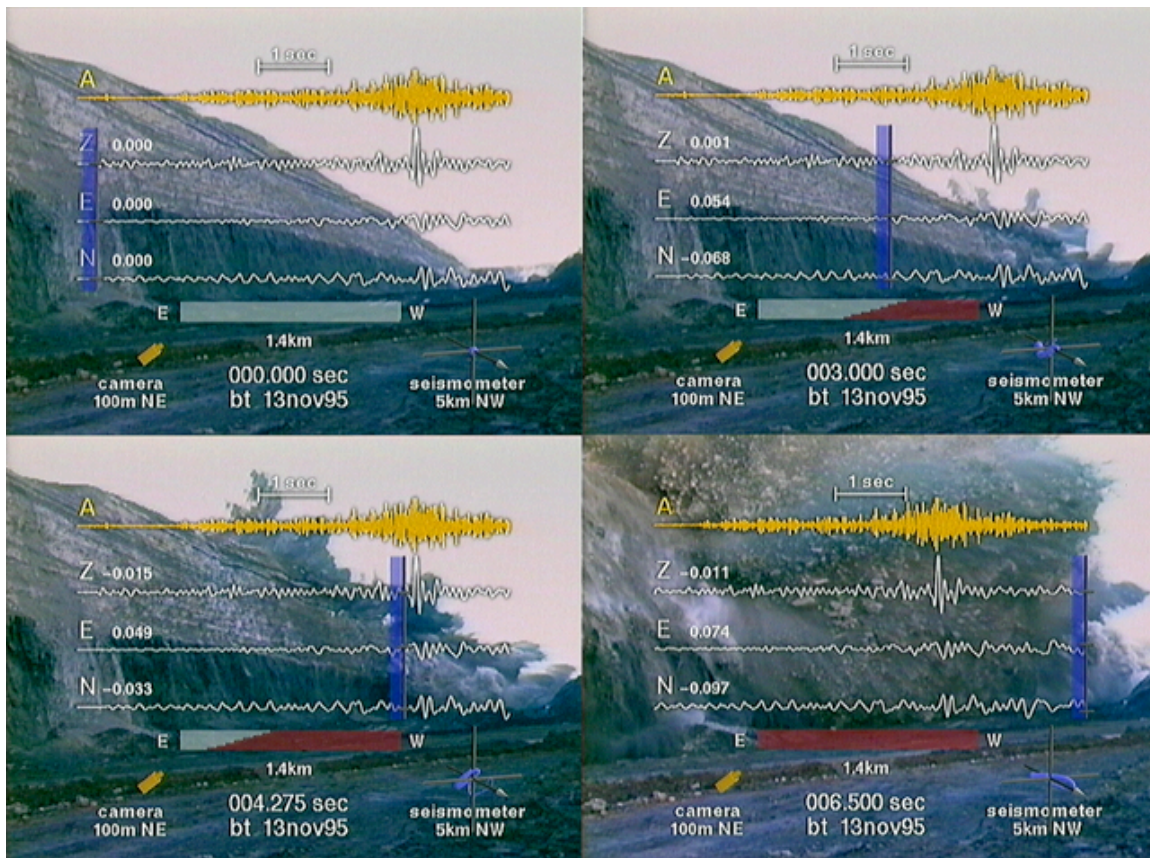 1 sec
A
Z 0.000
E 0.000
N 0.000
E W
1.4km
camera
100m NE
000.000 sec
bt 13nov95
seismometer
5km NW
1 sec
A
Z 0.001
E 0.054
N -0.068
E W
1.4km
camera
100m NE
003.000 sec
bt 13nov95
seismometer
5km NW
1 sec
A
Z -0.015
E 0.049
N -0.033
E W
1.4km
camera
100m NE
004.275 sec
bt 13nov95
seismometer
5km NW
1 sec
A
Z -0.011
E 0.074
N -0.097
E W
1.4km
camera
100m NE
006.500 sec
bt 13nov95
seismometer
5km NW